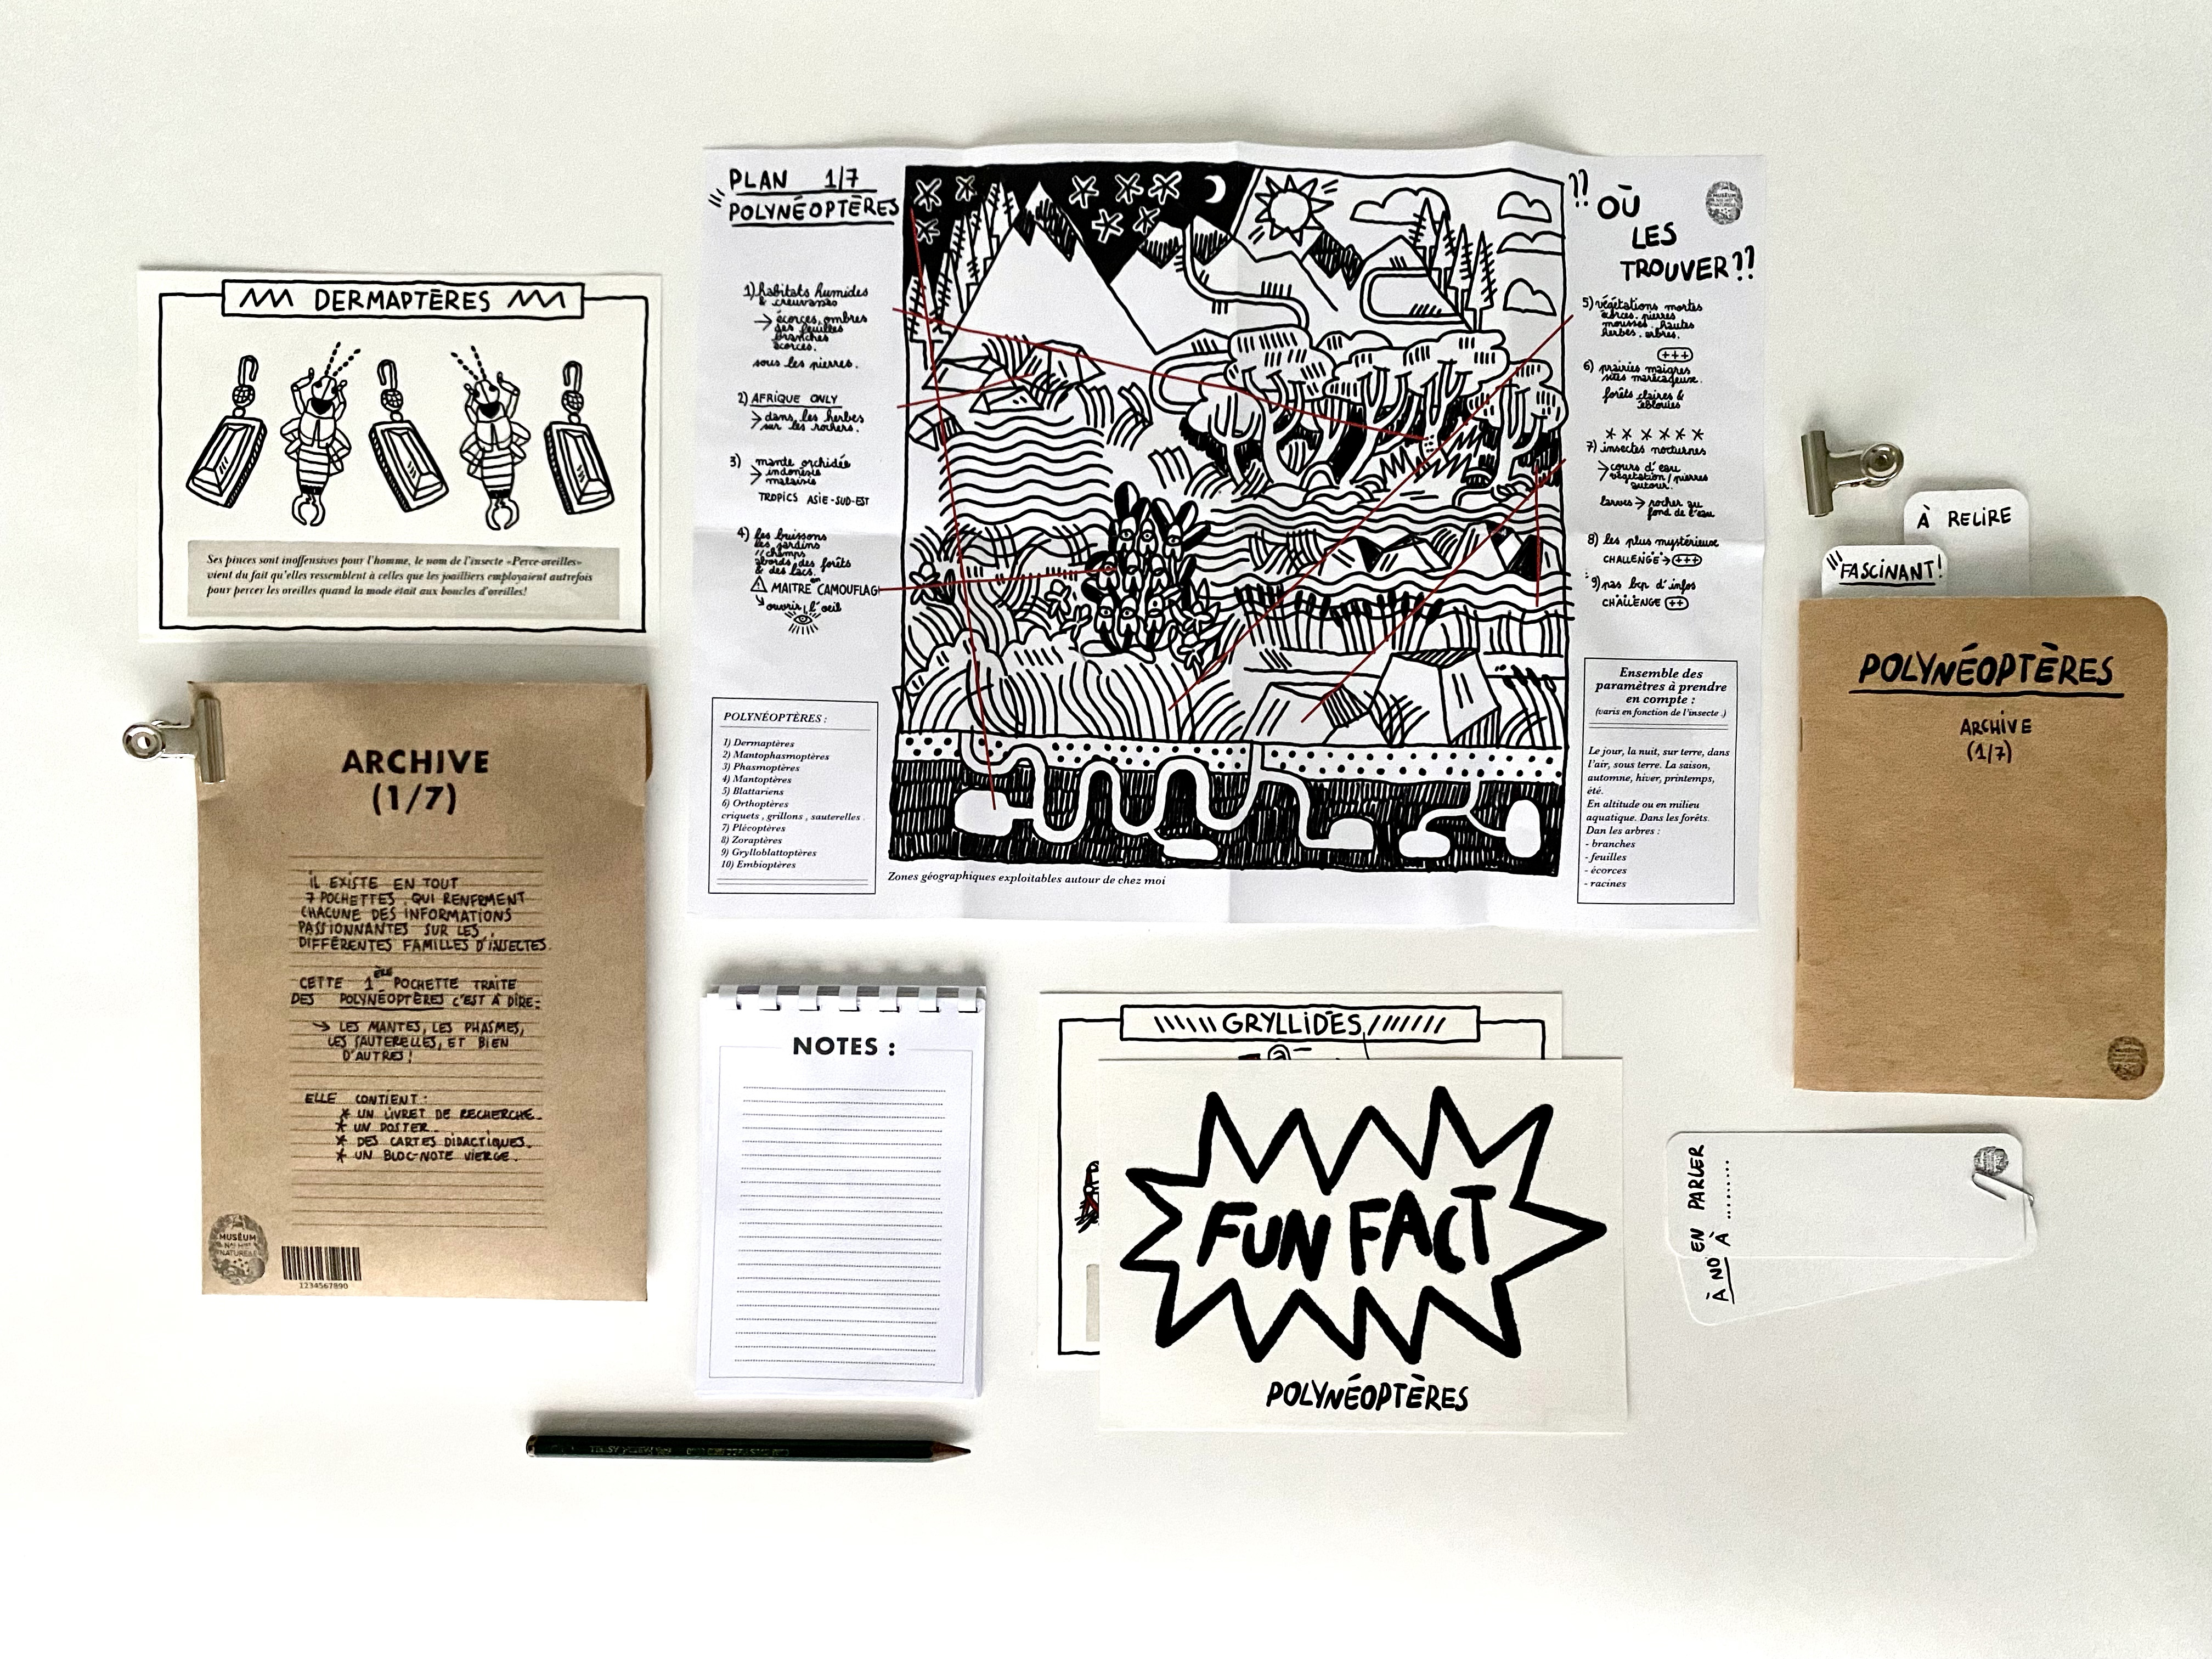 DERMAPTÈRES
Ses pinces sont inoffensives pour l'homme, le nom de l'insecte «Perce-oreilles»
vient du fait qu'elles ressemblent à celles que les joailliers employaient autrefois
pour percer les oreilles quand la mode était aux boucles d'oreilles!
ARCHIVE
(1/7)
IL EXISTE EN TOUT
7 POCHETTES, QUI RENFERMENT
CHACUNE DES INFORMATIONS
PASSIONNANTES SUR LES
DIFFÉRENTES FAMILLES D'INSECTES.
CETTE 1ÈRE POCHETTE TRAITE
DES POLYNÉOPTÈRES C'EST À DIRE:
→ LES MANTES, LES PHASMES,
LES SAUTERELLES, ET BIEN
D'AUTRES!
ELLE CONTIENT:
* UN LIVRET DE RECHERCHE.
* UN POSTER.
* DES CARTES DIDACTIQUES.
* UN BLOC-NOTE VIERGE.
MUSÉUM
NATURELLE
1234567890
PLAN 1/7
POLYNÉOPTÈRES
1) habitats humides
& creuvasses
→ écorces, ombres
des feuilles
branches
écorces.
sous les pierres.
2) AFRIQUE ONLY
→ dans les herbes
sur les rochers.
3) mante orchidée
→ indonésie
malaisie
TROPICS ASIE-SUD-EST
4) les buissons
les jardins
champs
abords des forêts
& des lacs.
⚠ MAITRE en CAMOUFLAG
ouvrir l'oeil
POLYNÉOPTÈRES :
1) Dermaptères
2) Mantophasmoptères
3) Phasmoptères
4) Mantoptères
5) Blattariens
6) Orthoptères
criquets , grillons , sauterelles .
7) Plécoptères
8) Zoraptères
9) Grylloblattoptères
10) Embioptères
Zones géographiques exploitables autour de chez moi
?? OÙ
LES
TROUVER??
5) végétations mortes
écorces, pierres
mousses, hautes
herbes, arbres.
(+++)
6) prairies maigres
sites marécageux.
forêts claires &
7) insectes nocturnes
→ cours d'eau
végétation/pierres
autour.
larves → rocher au
fond de l'eau
8) les plus mystérieux
CHALLENGE → (+++)
9) pas bcp d'infos
CHALLENGE (++)
Ensemble des
paramètres à prendre
en compte :
(varis en fonction de l'insecte .)
Le jour, la nuit, sur terre, dans
l'air, sous terre. La saison,
automne, hiver, printemps,
été.
En altitude ou en milieu
aquatique. Dans les forêts.
Dan les arbres :
- branches
- feuilles
- écorces
- racines
À RELIRE
FASCINANT!
POLYNÉOPTÈRES
ARCHIVE
(1/7)
NOTES :
GRYLLIDÉS
FUN FACT
POLYNÉOPTÈRES
EN PARLER
À ........
À NO